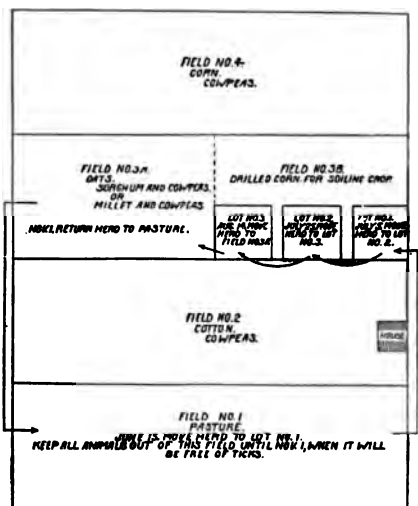 FIELD NO. 4.
CORN.
COWPEAS.
FIELD NO. 3A
OATS.
SORGHUM AND COWPEAS,
OR
MILLET AND COWPEAS
NOV. 1, RETURN HERD TO PASTURE.
FIELD NO. 3B.
DRILLED CORN FOR SOILING CROP.
LOT NO. 3
MOVE
HERD TO
FIELD NO. 3A
LOT NO. 2
MOVE
HERD TO LOT
NO. 3.
LOT NO. 1.
MOVE
HERD TO LOT
NO. 2.
FIELD NO. 2
COTTON.
COWPEAS.
HOUSE
FIELD NO. 1
PASTURE.
JUNE 15 MOVE HERD TO LOT NO. 1.
KEEP ALL ANIMALS OUT OF THIS FIELD UNTIL NOV. 1, WHEN IT WILL
BE FREE OF TICKS.